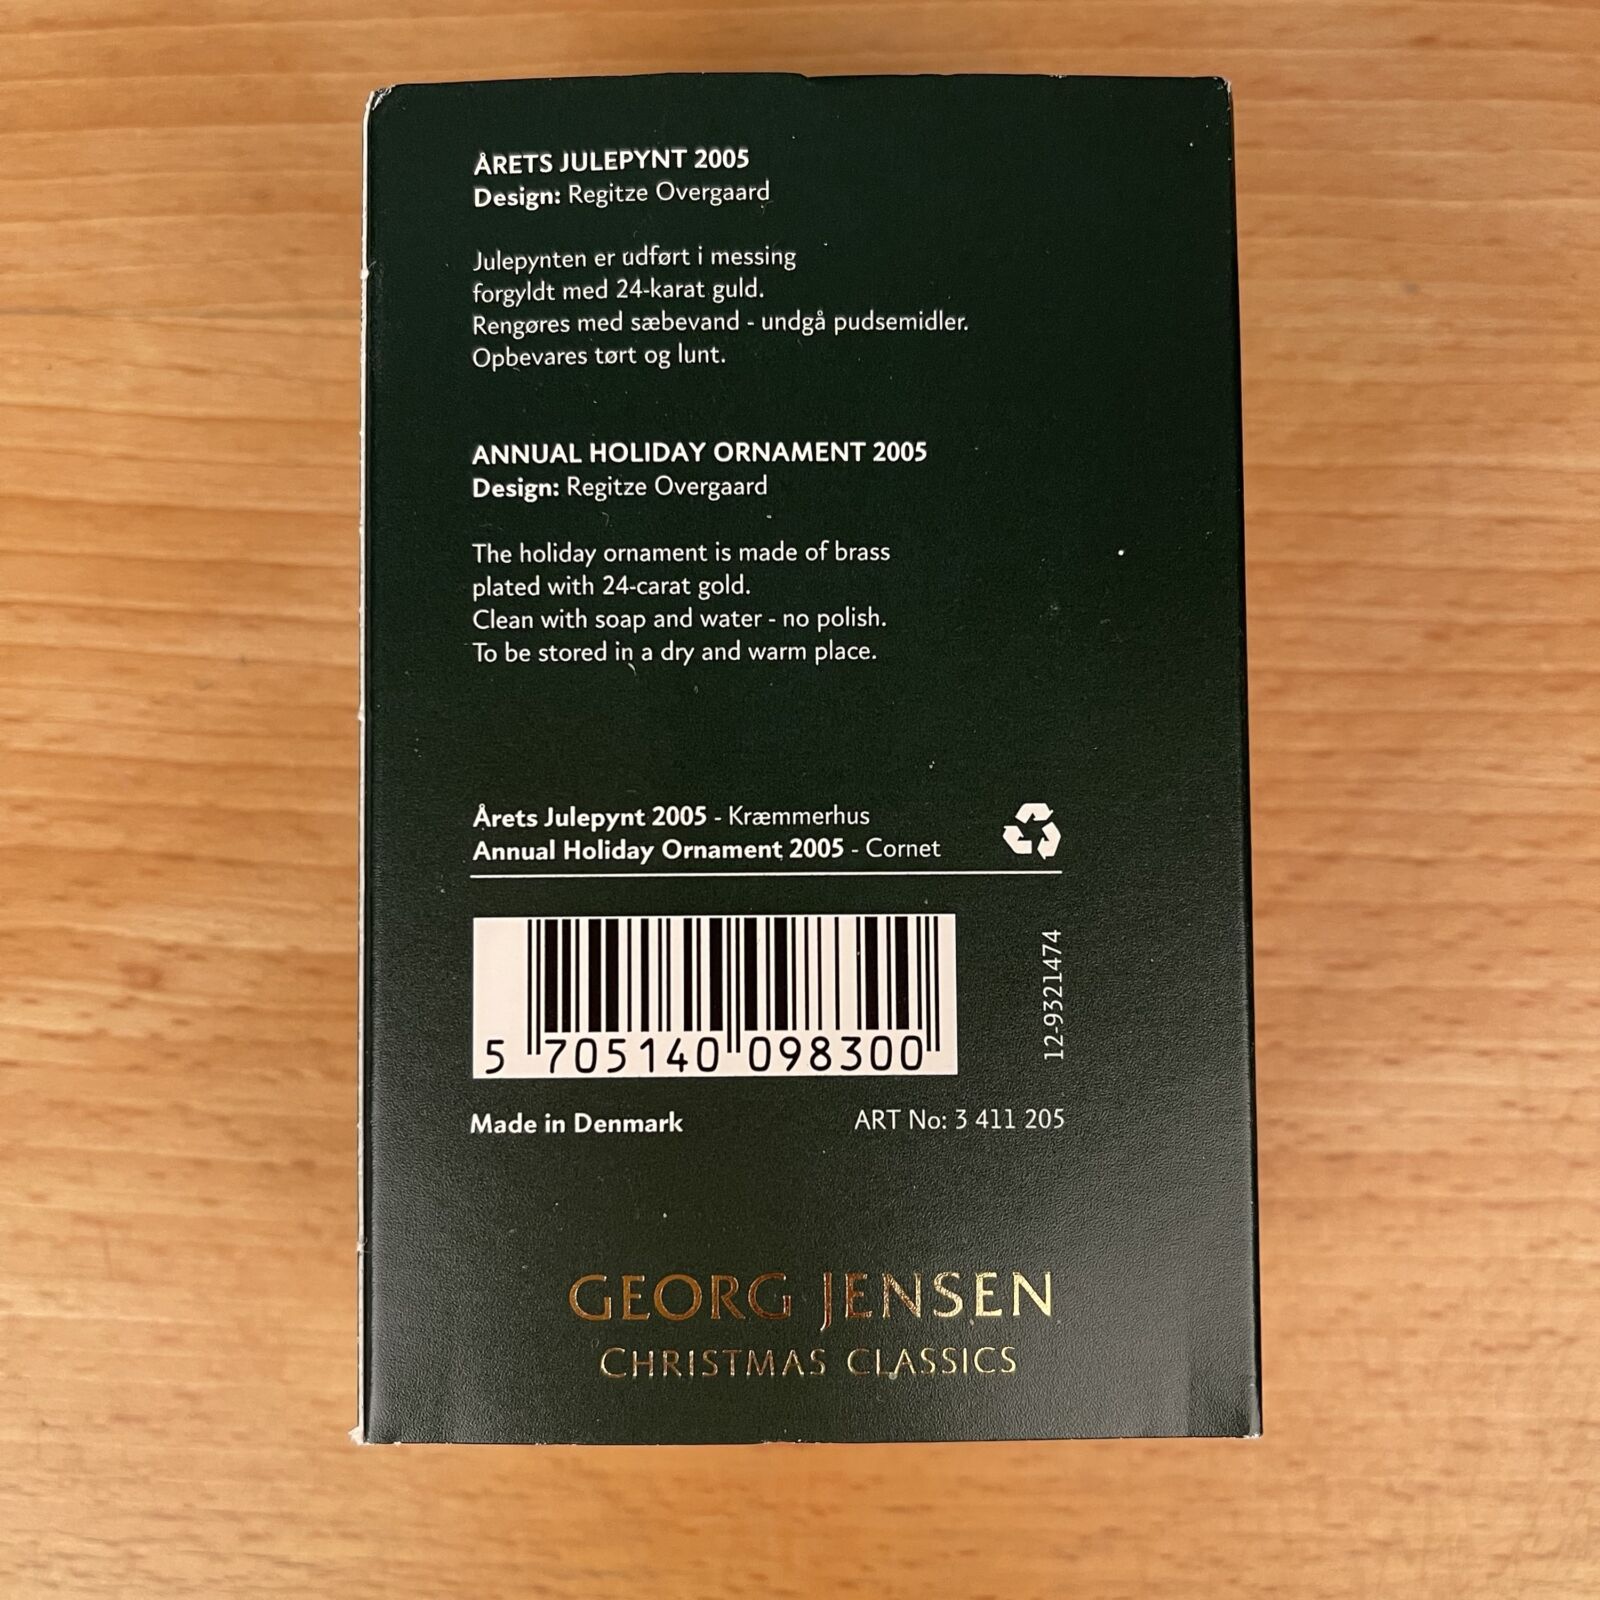 ÅRETS JULEPYNT 2005
Design: Regitze Overgaard
Julepynten er udført i messing
forgyldt med 24-karat guld.
Rengøres med sæbevand - undgå pudsemidler.
Opbevares tørt og lunt.
ANNUAL HOLIDAY ORNAMENT 2005
Design: Regitze Overgaard
The holiday ornament is made of brass
plated with 24-carat gold.
Clean with soap and water - no polish.
To be stored in a dry and warm place.
Årets Julepynt 2005 - Kræmmerhus
Annual Holiday Ornament 2005 - Cornet
5 705140 098300
12-9321474
Made in Denmark
ART No: 3 411 205
GEORG JENSEN
CHRISTMAS CLASSICS